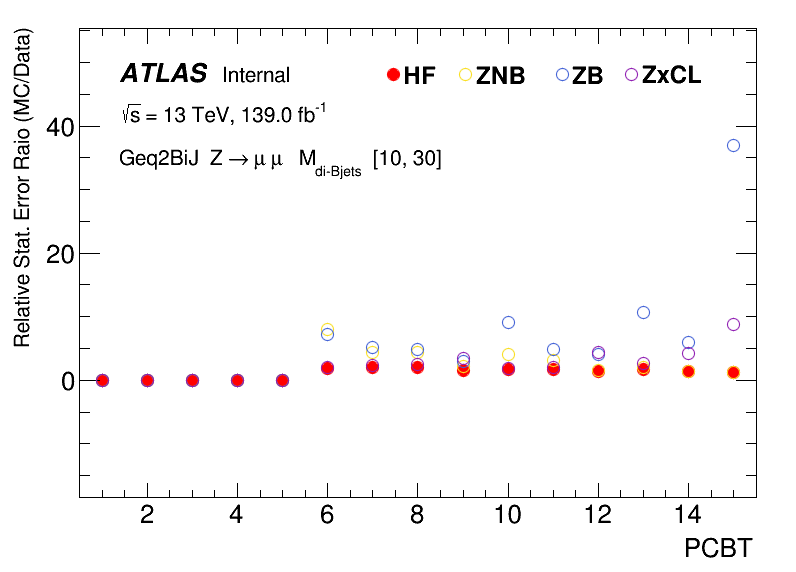 Relative Stat. Error Raio (MC/Data)
ATLAS Internal
HF ZNB ZB ZxCL
√s = 13 TeV, 139.0 fb⁻¹
Geq2BiJ Z → μ μ M_di-Bjets [10, 30]
40
20
0
2 4 6 8 10 12 14
PCBT